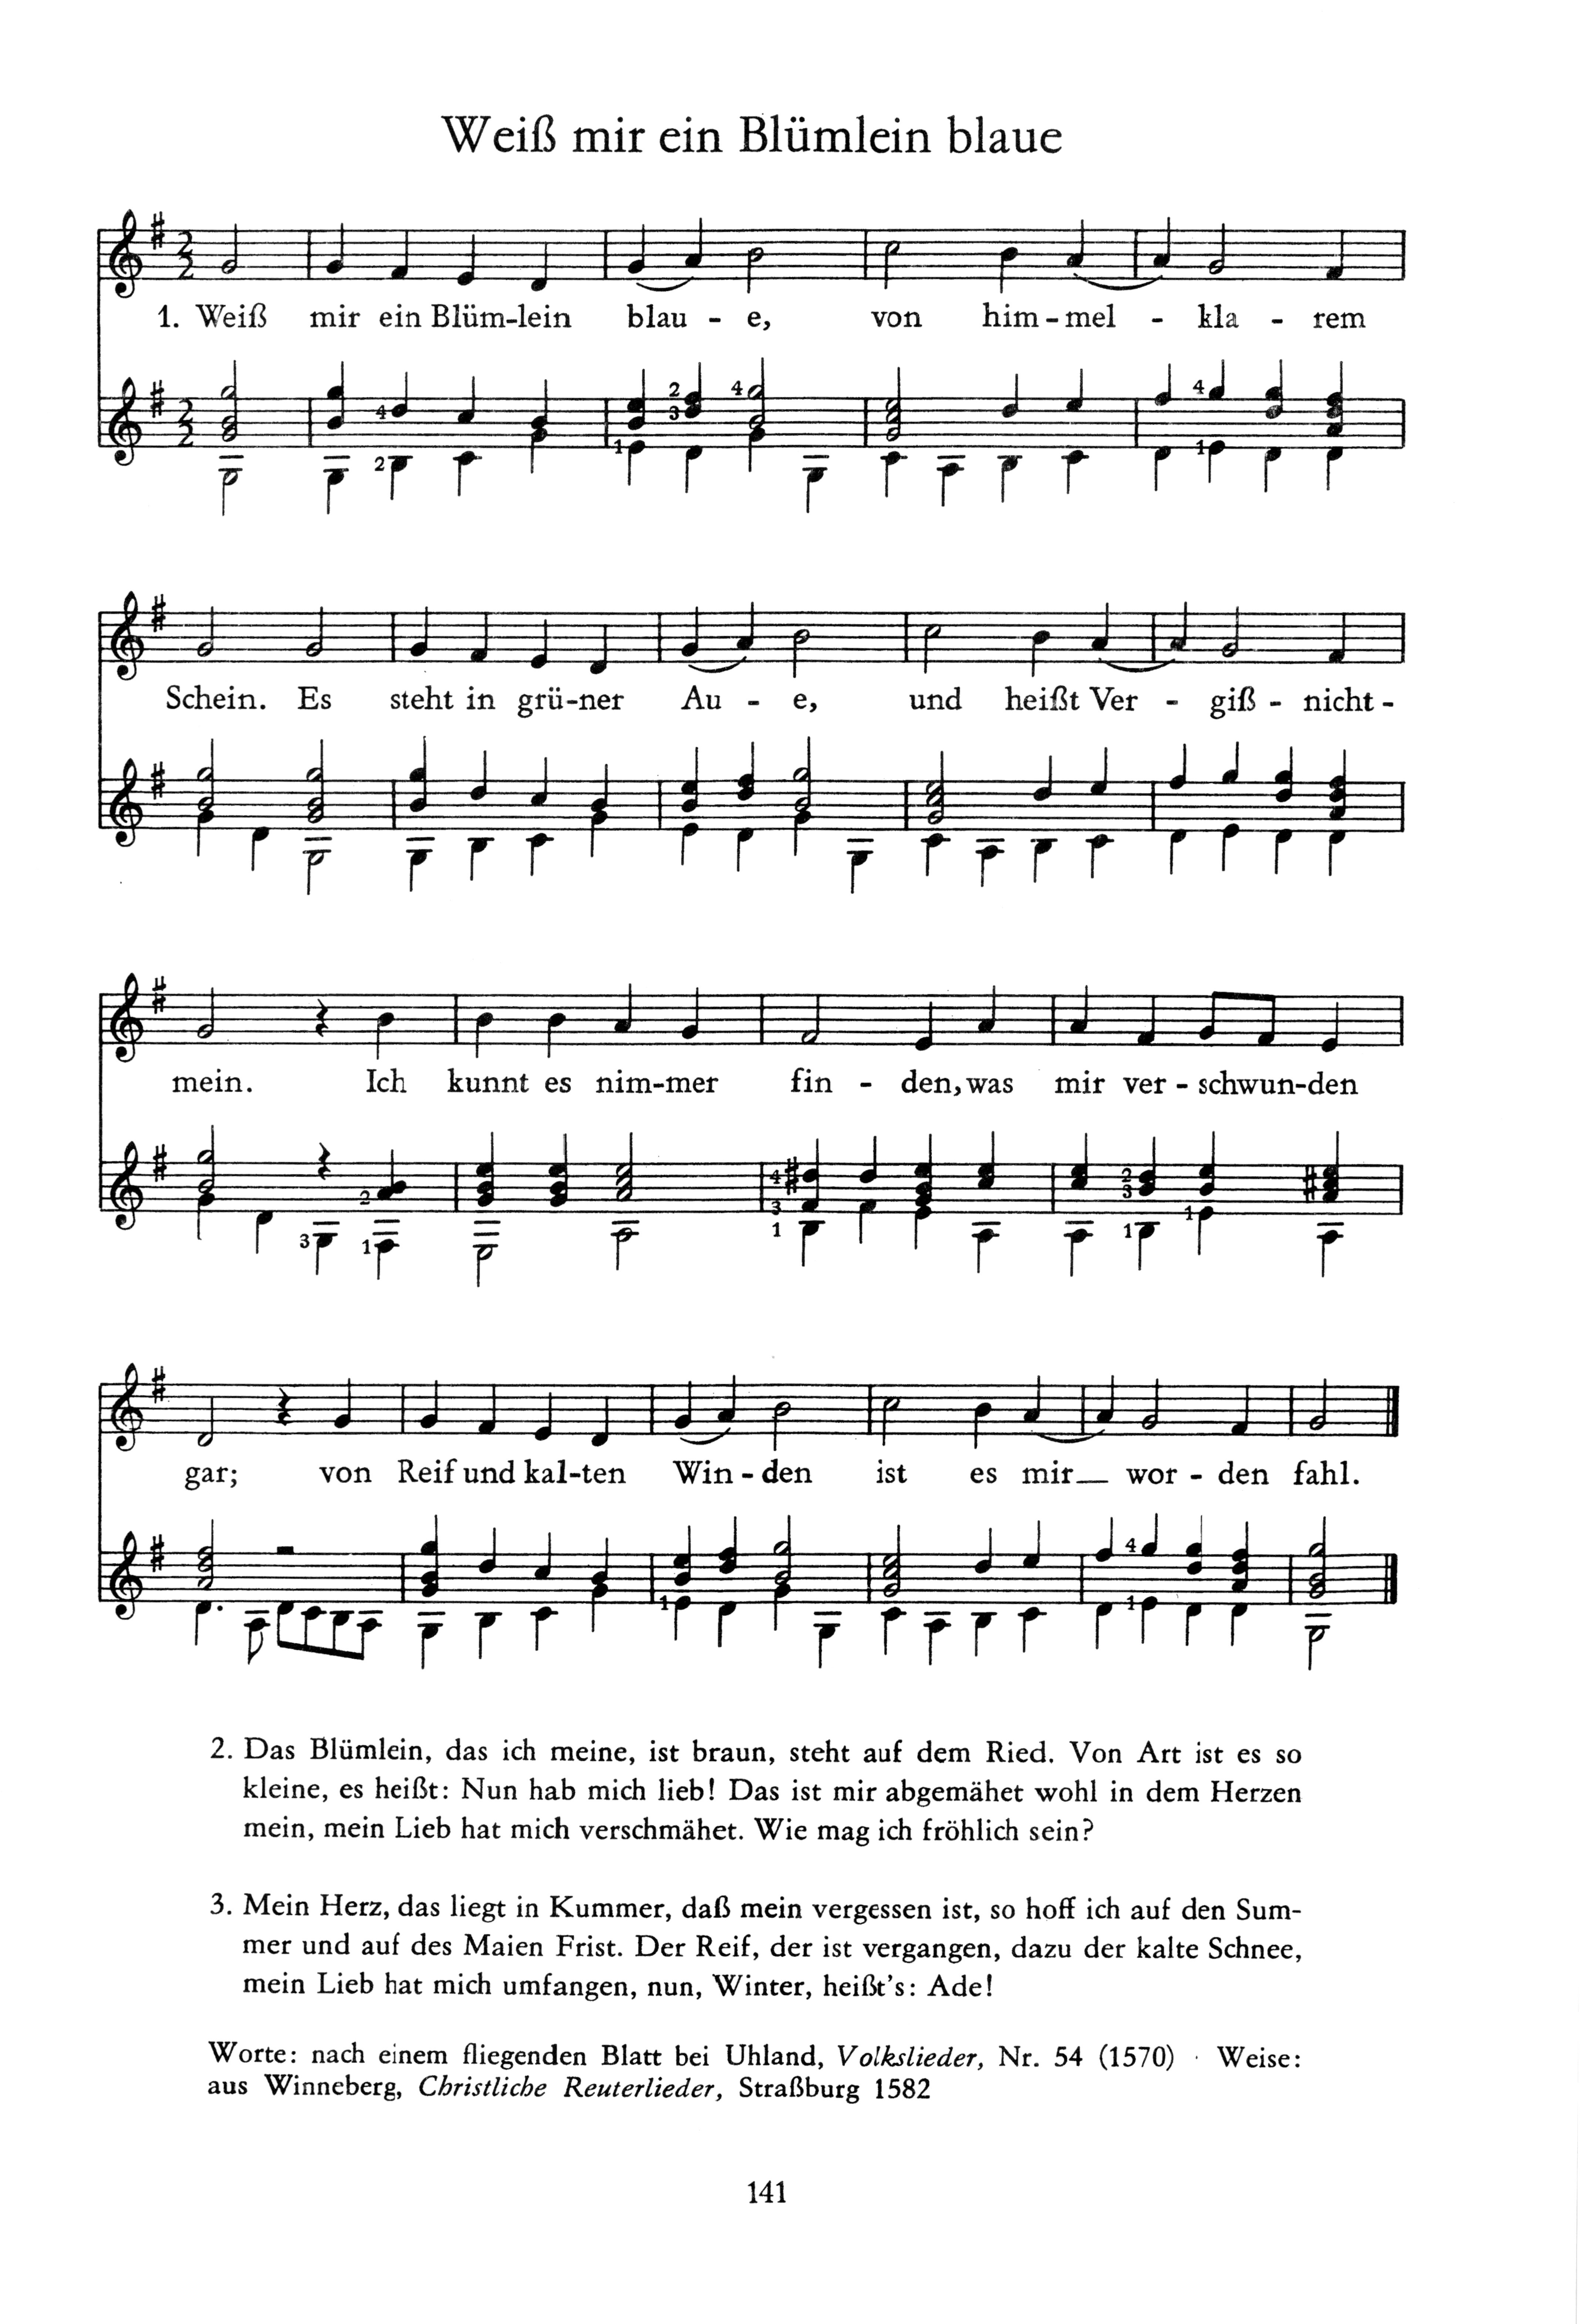 Weiß mir ein Blümlein blaue
1. Weiß mir ein Blüm-lein blau - e, von him-mel - kla - rem
4 2 2 3 4 1 4 1
Schein. Es steht in grü-ner Au - e, und heißt Ver - giß - nicht-
mein. Ich kunnt es nim-mer fin - den, was mir ver - schwun-den
3 2 1 4 3 1 2 3 1 1
gar; von Reif und kal-ten Win - den ist es mir wor - den fahl.
1 4 1
2. Das Blümlein, das ich meine, ist braun, steht auf dem Ried. Von Art ist es so
kleine, es heißt: Nun hab mich lieb! Das ist mir abgemähet wohl in dem Herzen
mein, mein Lieb hat mich verschmähet. Wie mag ich fröhlich sein?
3. Mein Herz, das liegt in Kummer, daß mein vergessen ist, so hoff ich auf den Sum-
mer und auf des Maien Frist. Der Reif, der ist vergangen, dazu der kalte Schnee,
mein Lieb hat mich umfangen, nun, Winter, heißt's: Ade!
Worte: nach einem fliegenden Blatt bei Uhland, Volkslieder, Nr. 54 (1570) · Weise:
aus Winneberg, Christliche Reuterlieder, Straßburg 1582
141